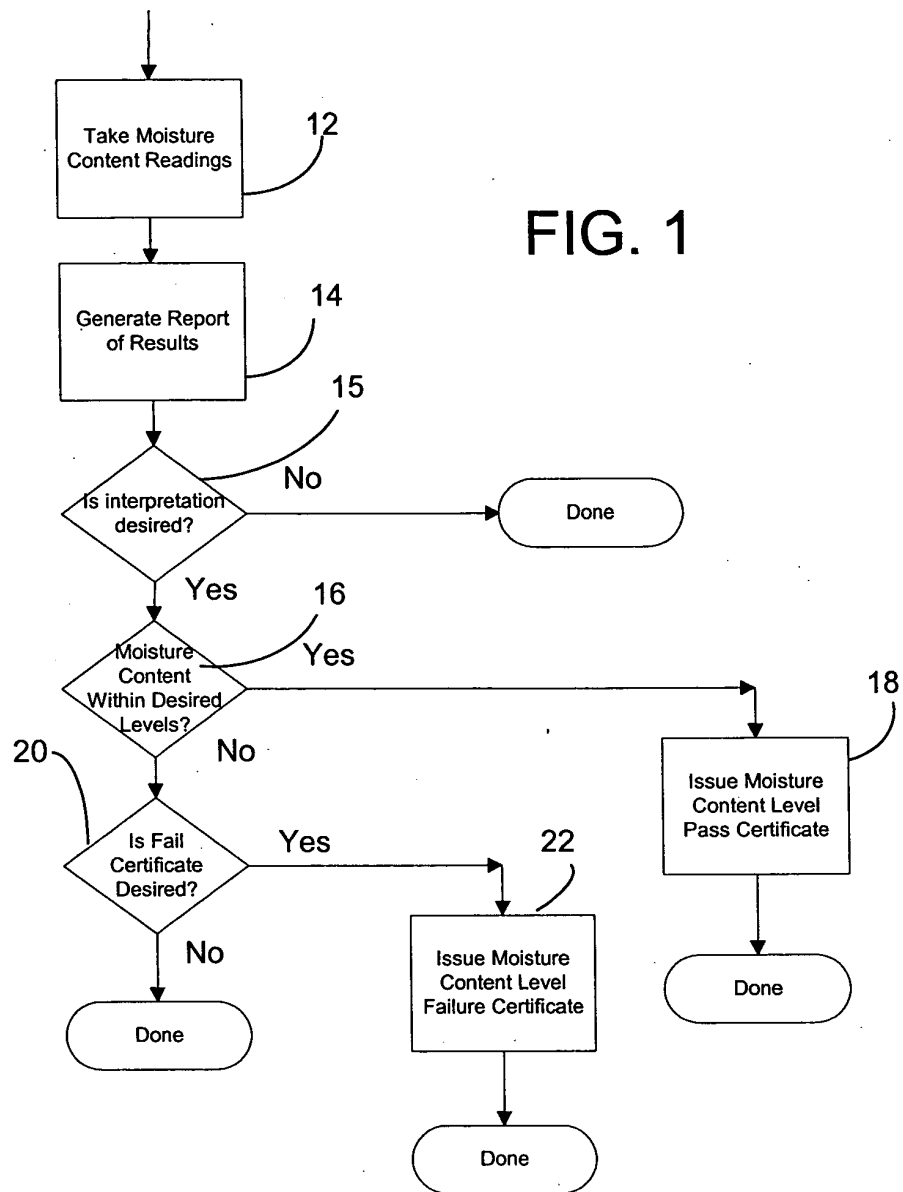 Take Moisture
Content Readings
12
FIG. 1
Generate Report
of Results
14
15
Is interpretation
desired?
No
Done
Yes
16
Moisture
Content
Within Desired
Levels?
Yes
18
Issue Moisture
Content Level
Pass Certificate
No
20
Is Fail
Certificate
Desired?
Yes
22
Issue Moisture
Content Level
Failure Certificate
Done
No
Done
Done